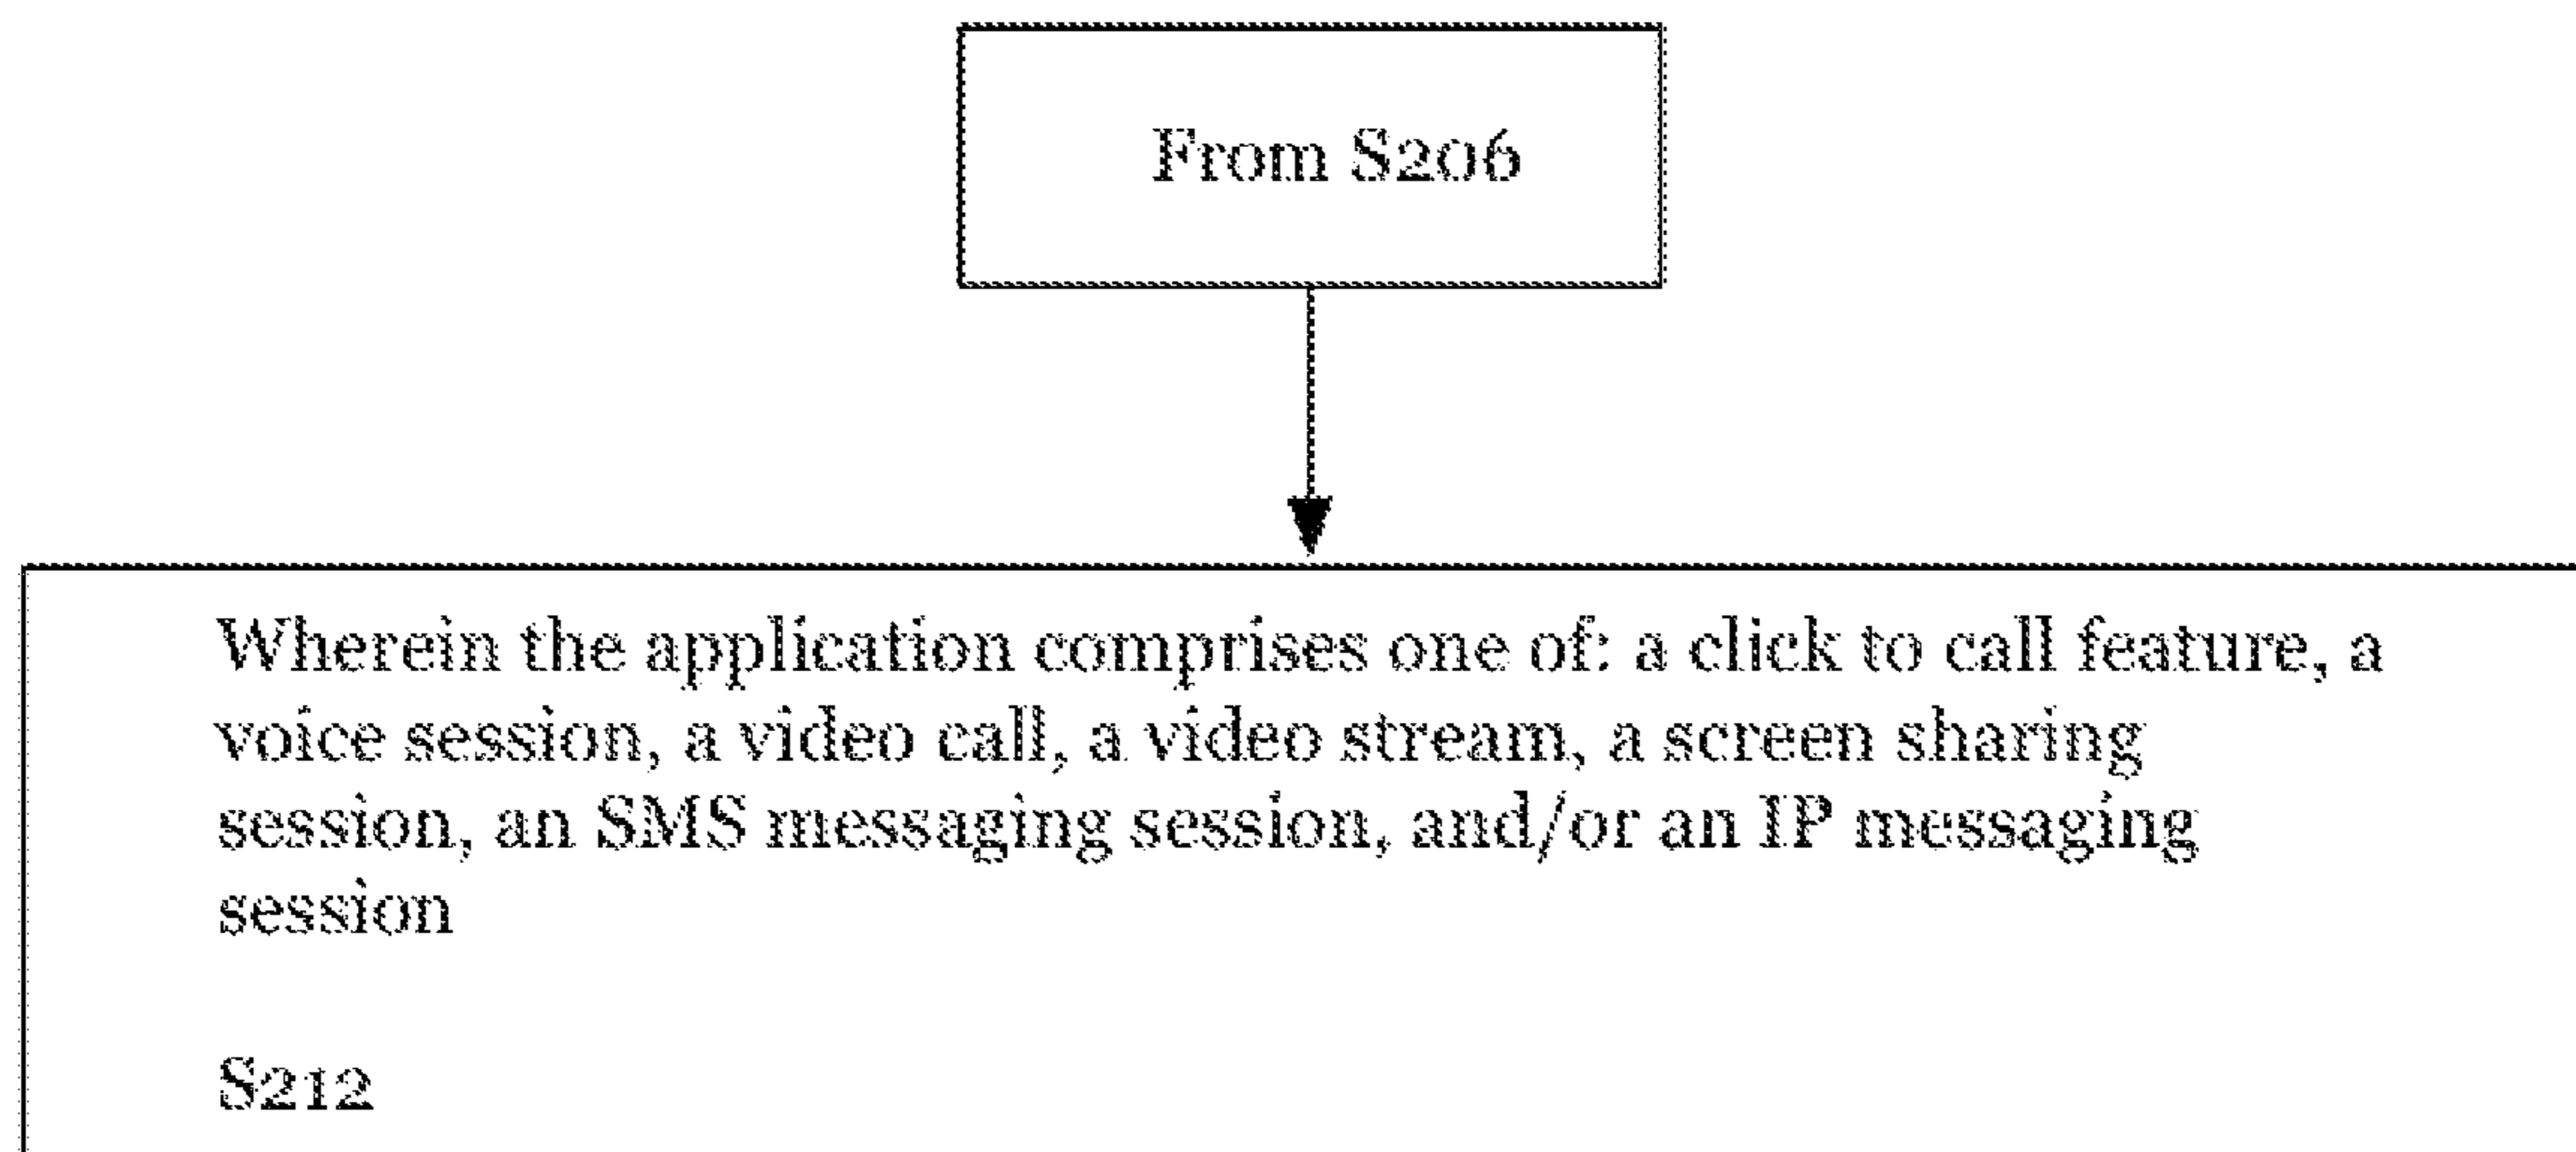 From S206
Wherein the application comprises one of: a click to call feature, a
voice session, a video call, a video stream, a screen sharing
session, an SMS messaging session, and/or an IP messaging
session
S212